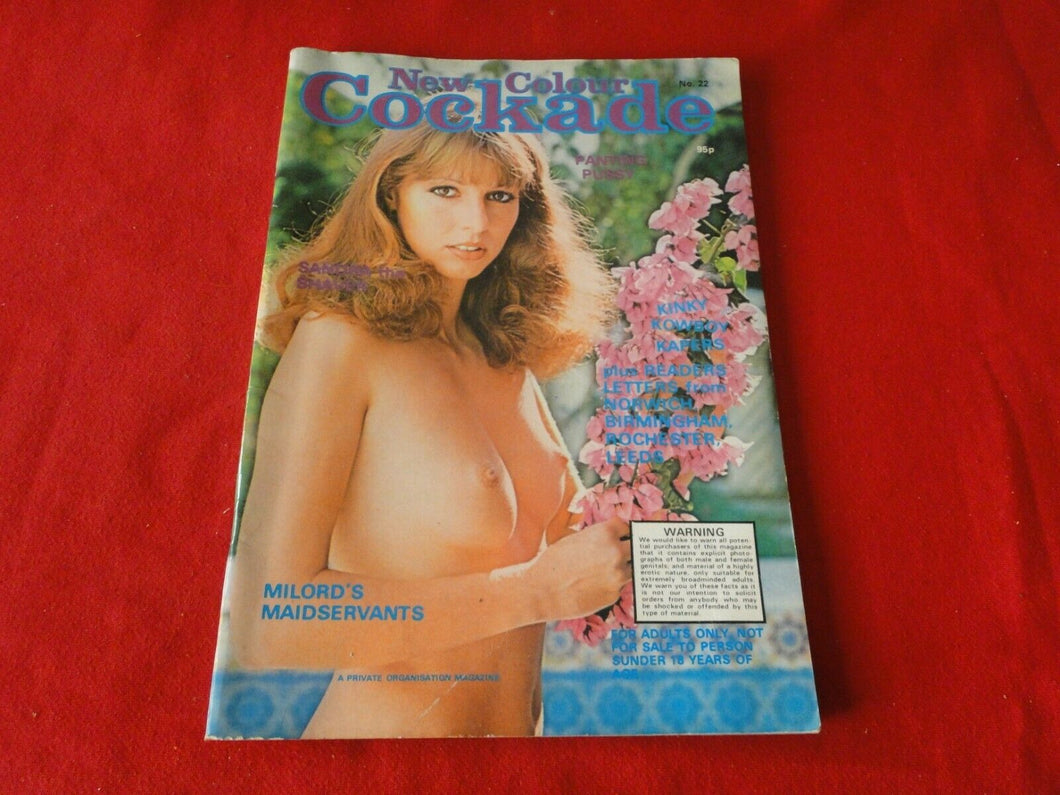 New Colour
Cockade
No. 22
95p
PANTING
PUSSY
SANDRA the
KINKY
KOWBOY
KAPERS
plus READERS
LETTERS from
NORWICH,
BIRMINGHAM,
ROCHESTER,
LEEDS
WARNING
We would like to warn all poten-
tial purchasers of this magazine
that it contains explicit photo-
graphs of both male and female
genitals, and material of a highly
erotic nature, only suitable for
extremely broadminded adults.
We warn you of these facts as it
is not our intention to solicit
orders from anybody who may
be shocked or offended by this
type of material.
MILORD'S
MAIDSERVANTS
FOR ADULTS ONLY, NOT
FOR SALE TO PERSON
SUNDER 18 YEARS OF
AGE
A PRIVATE ORGANISATION MAGAZINE